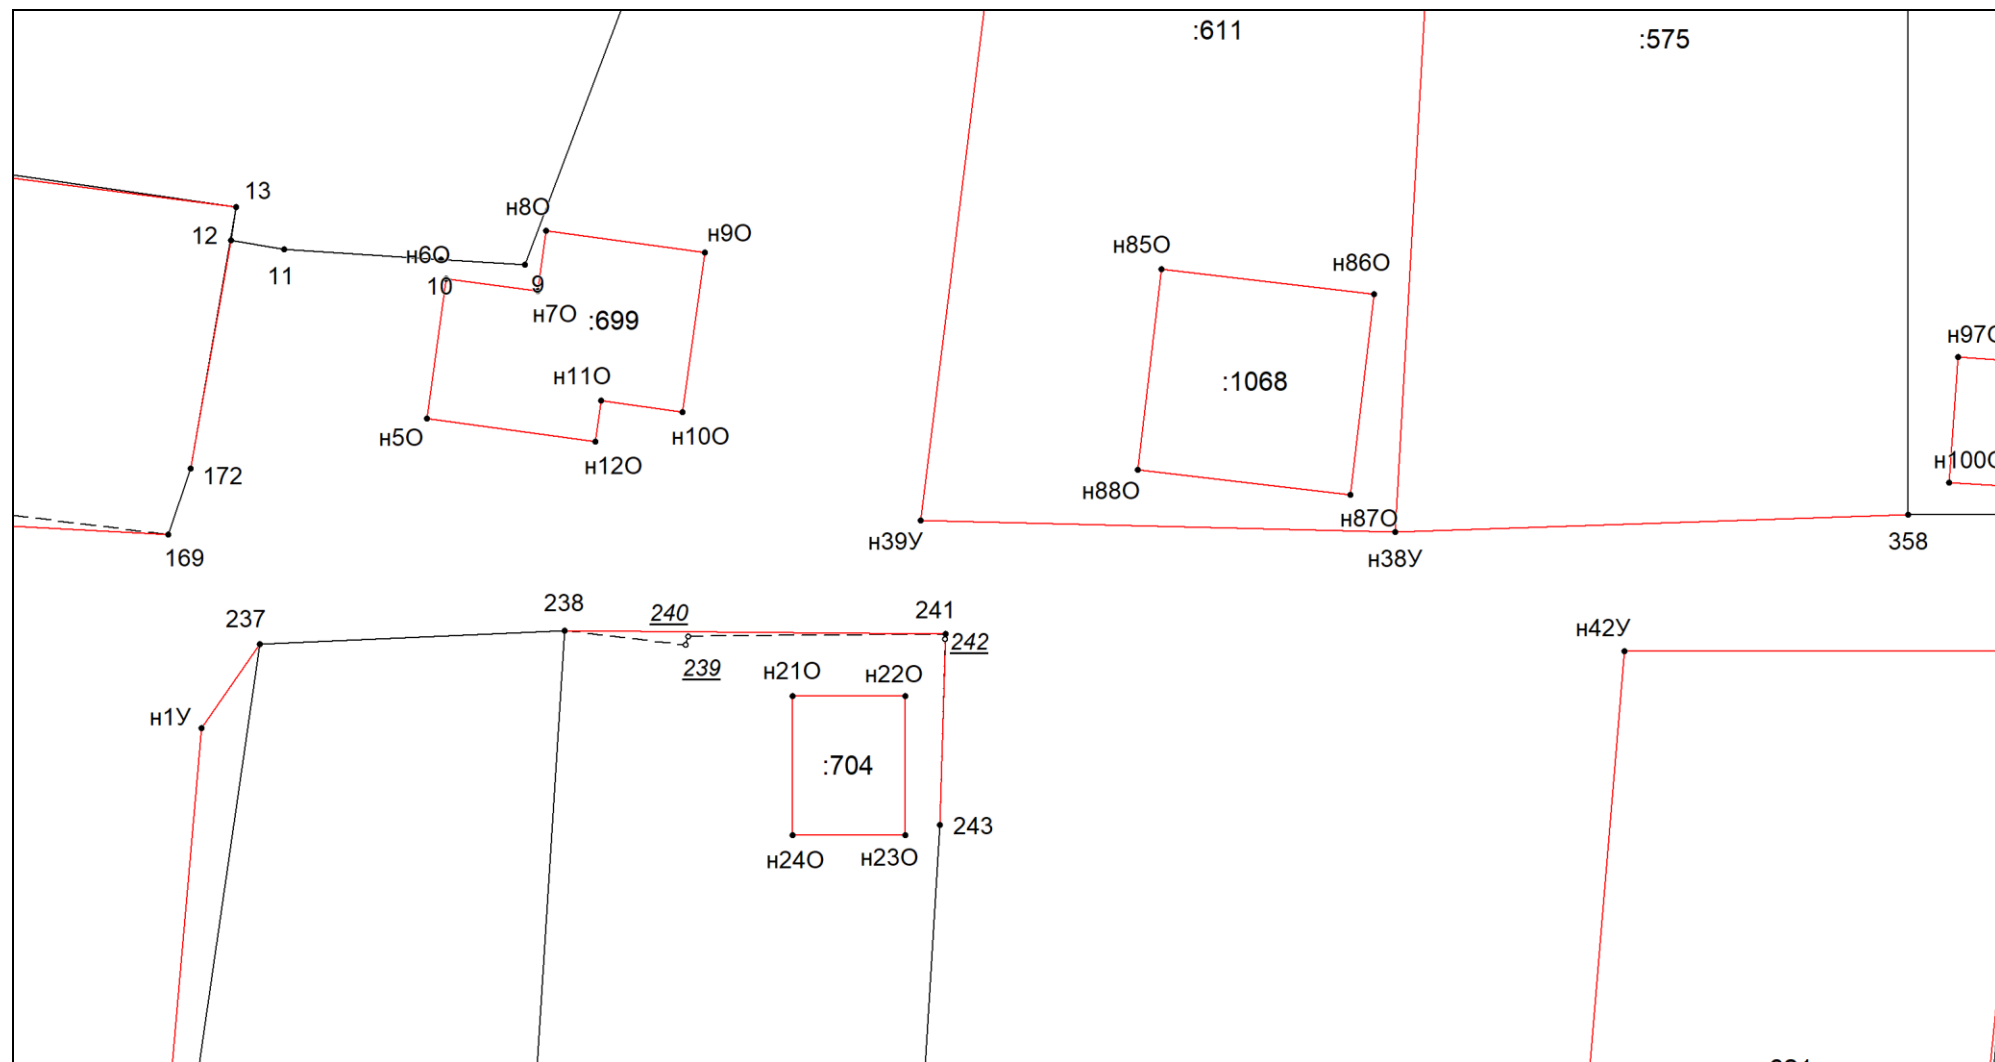 :611
:575
13
н8О
12
н9О
н85О
н6О
11
н86О
10
9
н7О
:699
н97О
н11О
:1068
н5О
н10О
н12О
172
н100О
н88О
н87О
н39У
169
н38У
358
238
240
241
237
н42У
242
н21О
239
н22О
н1У
:704
243
н24О
н23О